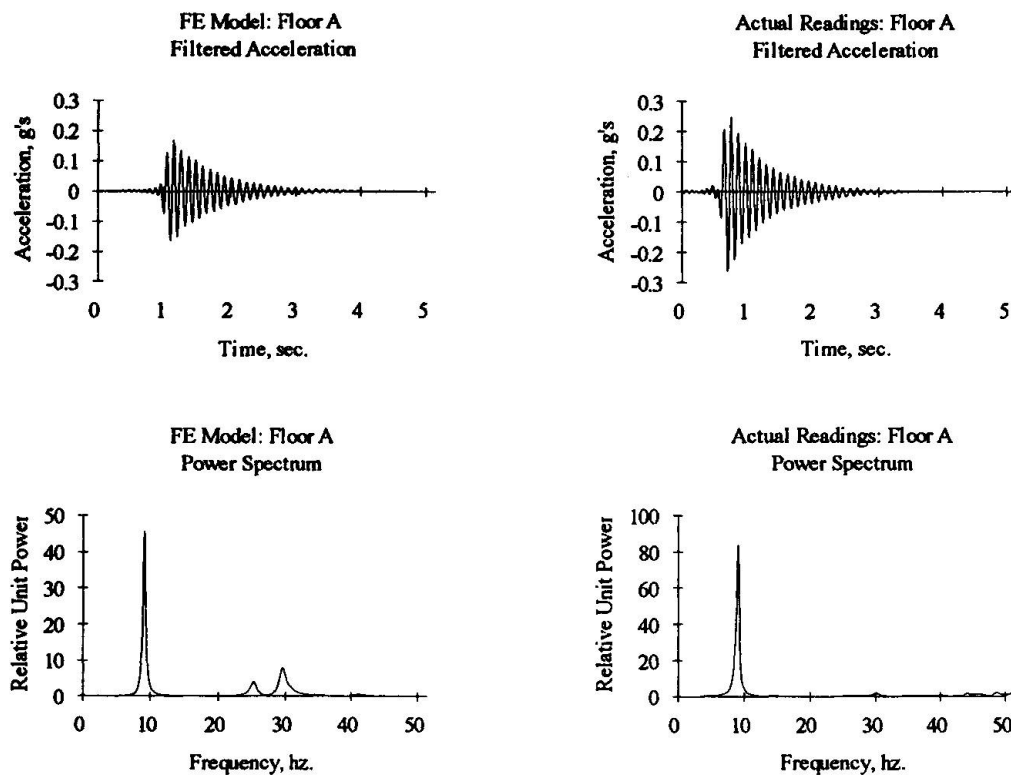 FE Model: Floor A
Filtered Acceleration
Acceleration, g's
0.3
0.2
0.1
0
-0.1
-0.2
-0.3
0 1 2 3 4 5
Time, sec.
Actual Readings: Floor A
Filtered Acceleration
Acceleration, g's
0.3
0.2
0.1
0
-0.1
-0.2
-0.3
0 1 2 3 4 5
Time, sec.
FE Model: Floor A
Power Spectrum
Relative Unit Power
50
40
30
20
10
0
0 10 20 30 40 50
Frequency, hz.
Actual Readings: Floor A
Power Spectrum
Relative Unit Power
100
80
60
40
20
0
0 10 20 30 40 50
Frequency, hz.